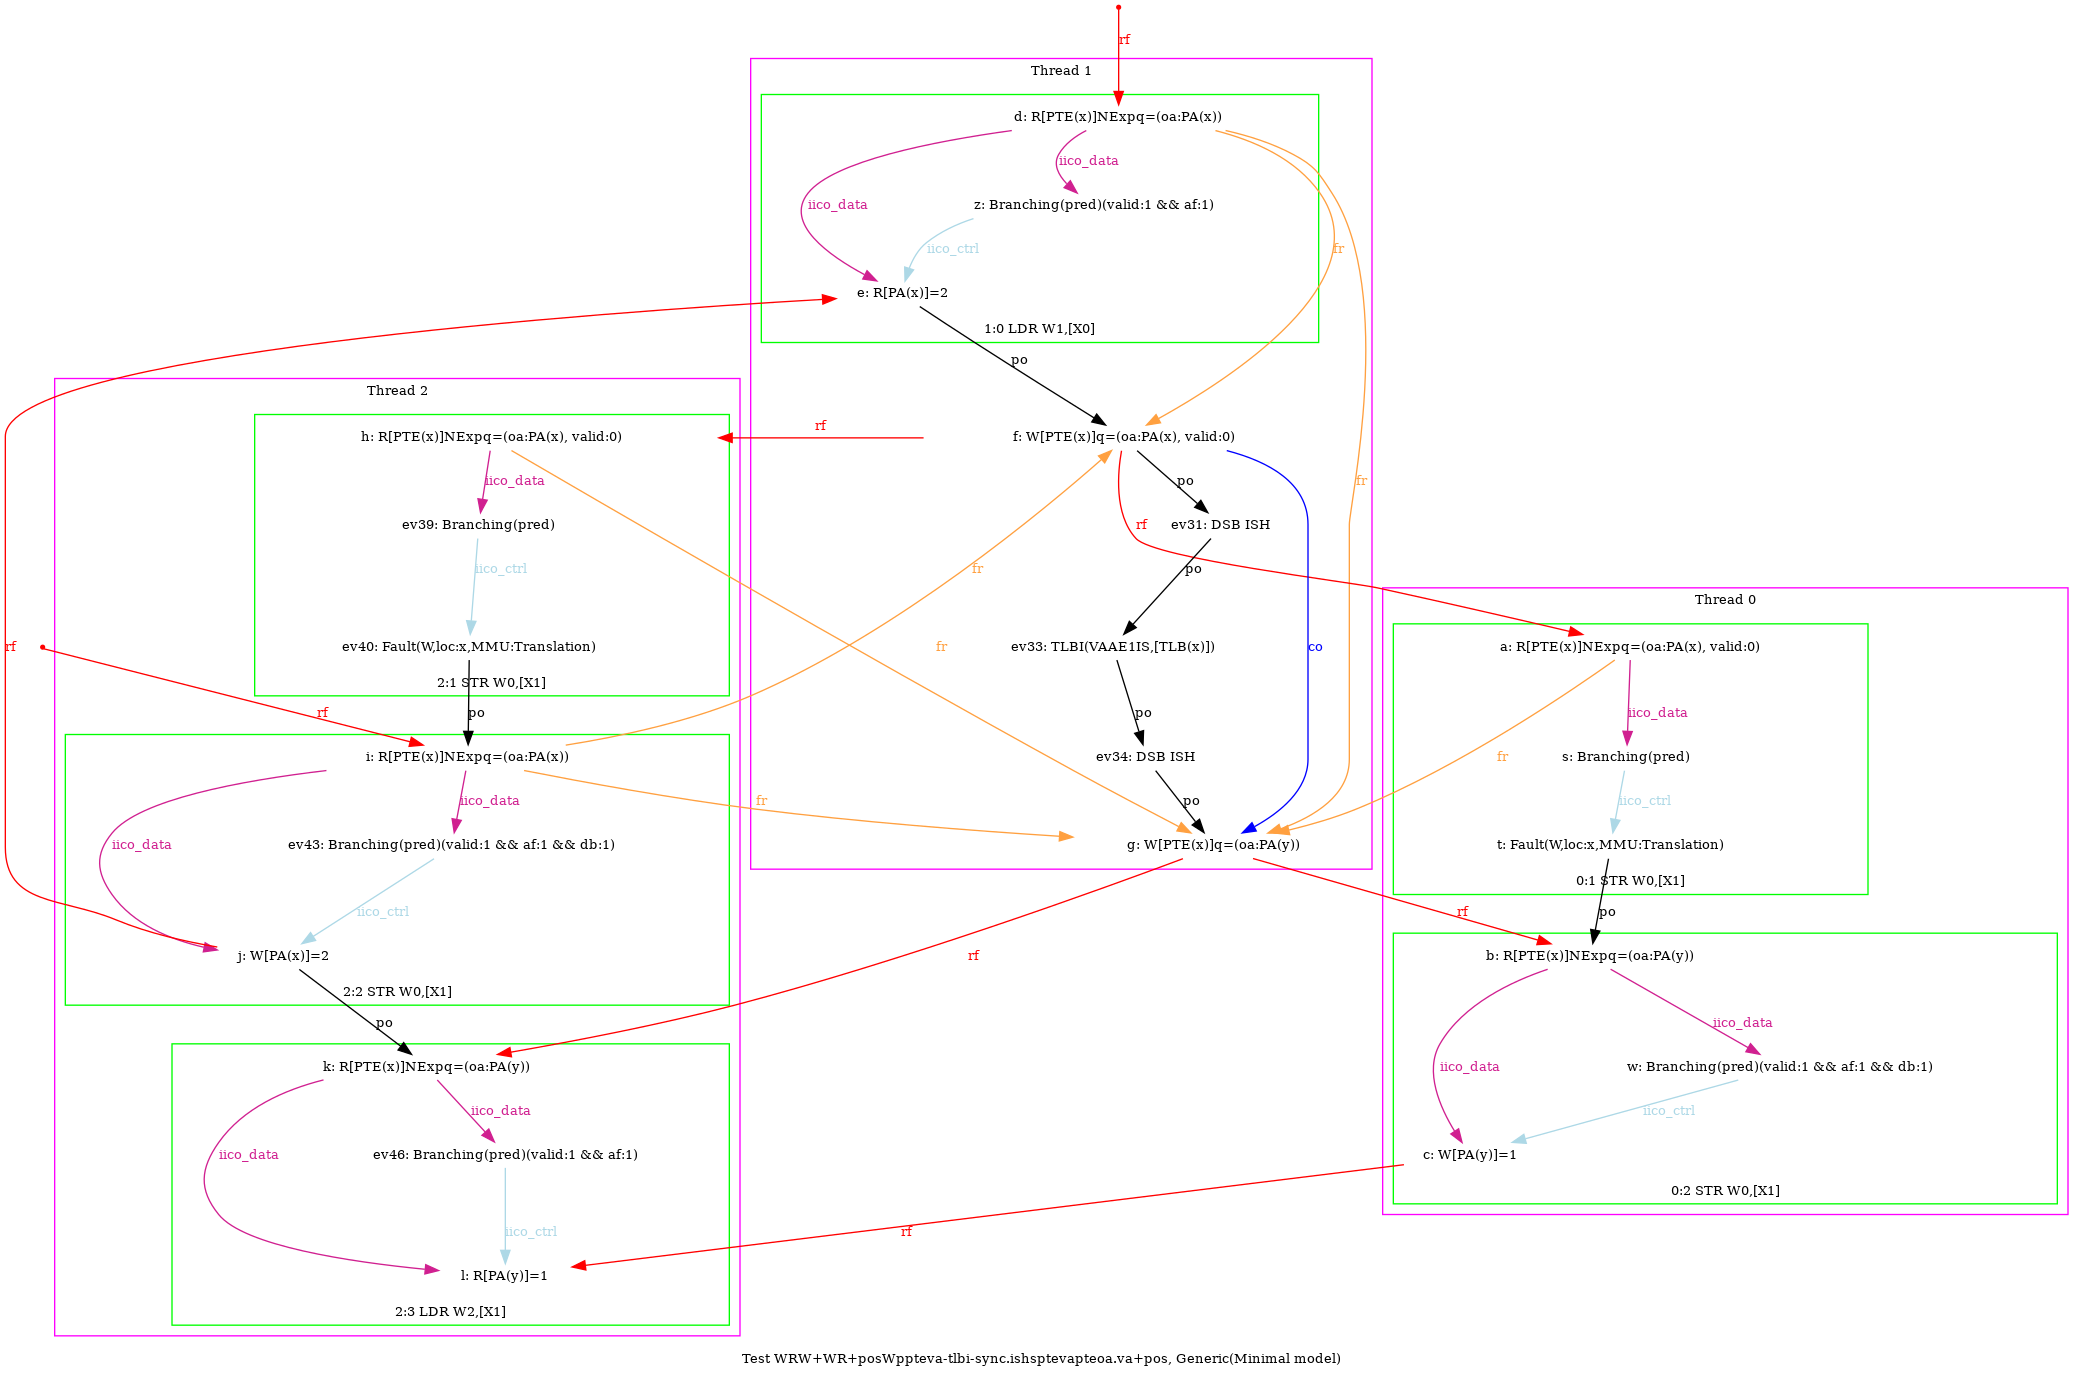 rf
Thread 1
d: R[PTE(x)]NExpq=(oa:PA(x))
iico_data
iico_data
z: Branching(pred)(valid:1 && af:1)
iico_ctrl
fr
e: R[PA(x)]=2
1:0 LDR W1,[X0]
po
Thread 2
rf
h: R[PTE(x)]NExpq=(oa:PA(x), valid:0)
f: W[PTE(x)]q=(oa:PA(x), valid:0)
iico_data
po
fr
ev39: Branching(pred)
rf
ev31: DSB ISH
iico_ctrl
fr
po
Thread 0
rf
ev40: Fault(W,loc:x,MMU:Translation)
fr
ev33: TLBI(VAAE1IS,[TLB(x)])
co
a: R[PTE(x)]NExpq=(oa:PA(x), valid:0)
2:1 STR W0,[X1]
rf
po
po
iico_data
i: R[PTE(x)]NExpq=(oa:PA(x))
ev34: DSB ISH
fr
s: Branching(pred)
iico_data
fr
po
iico_ctrl
iico_data
ev43: Branching(pred)(valid:1 && af:1 && db:1)
g: W[PTE(x)]q=(oa:PA(y))
t: Fault(W,loc:x,MMU:Translation)
0:1 STR W0,[X1]
iico_ctrl
rf
po
j: W[PA(x)]=2
rf
b: R[PTE(x)]NExpq=(oa:PA(y))
2:2 STR W0,[X1]
po
iico_data
k: R[PTE(x)]NExpq=(oa:PA(y))
iico_data
w: Branching(pred)(valid:1 && af:1 && db:1)
iico_data
iico_ctrl
iico_data
ev46: Branching(pred)(valid:1 && af:1)
c: W[PA(y)]=1
0:2 STR W0,[X1]
iico_ctrl
rf
l: R[PA(y)]=1
2:3 LDR W2,[X1]
Test WRW+WR+posWppteva-tlbi-sync.ishsptevapteoa.va+pos, Generic(Minimal model)